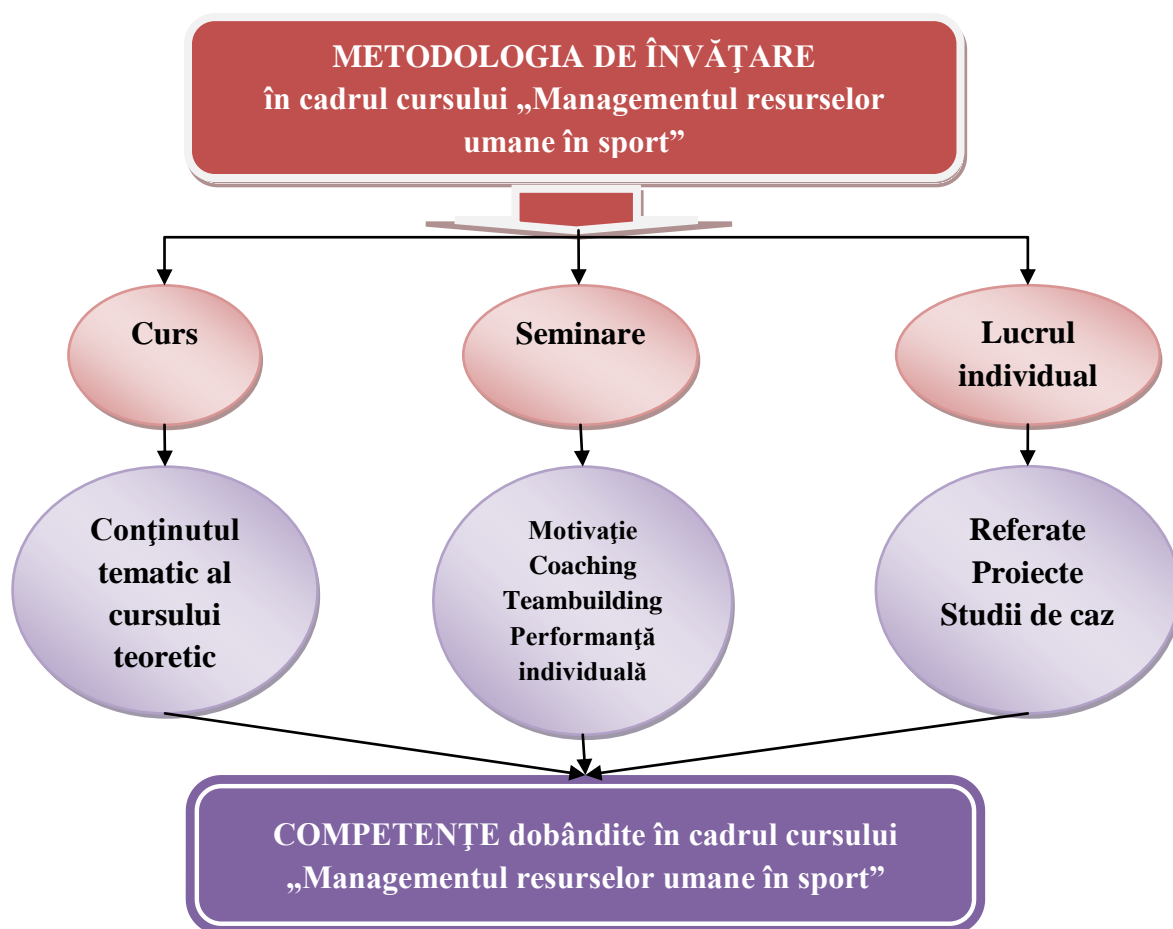 METODOLOGIA DE ÎNVĂŢARE
în cadrul cursului „Managementul resurselor
umane în sport”
Curs
Seminare
Lucrul
individual
Conţinutul
tematic al
cursului
teoretic
Motivaţie
Coaching
Teambuilding
Performanţă
individuală
Referate
Proiecte
Studii de caz
COMPETENŢE dobândite în cadrul cursului
„Managementul resurselor umane în sport”